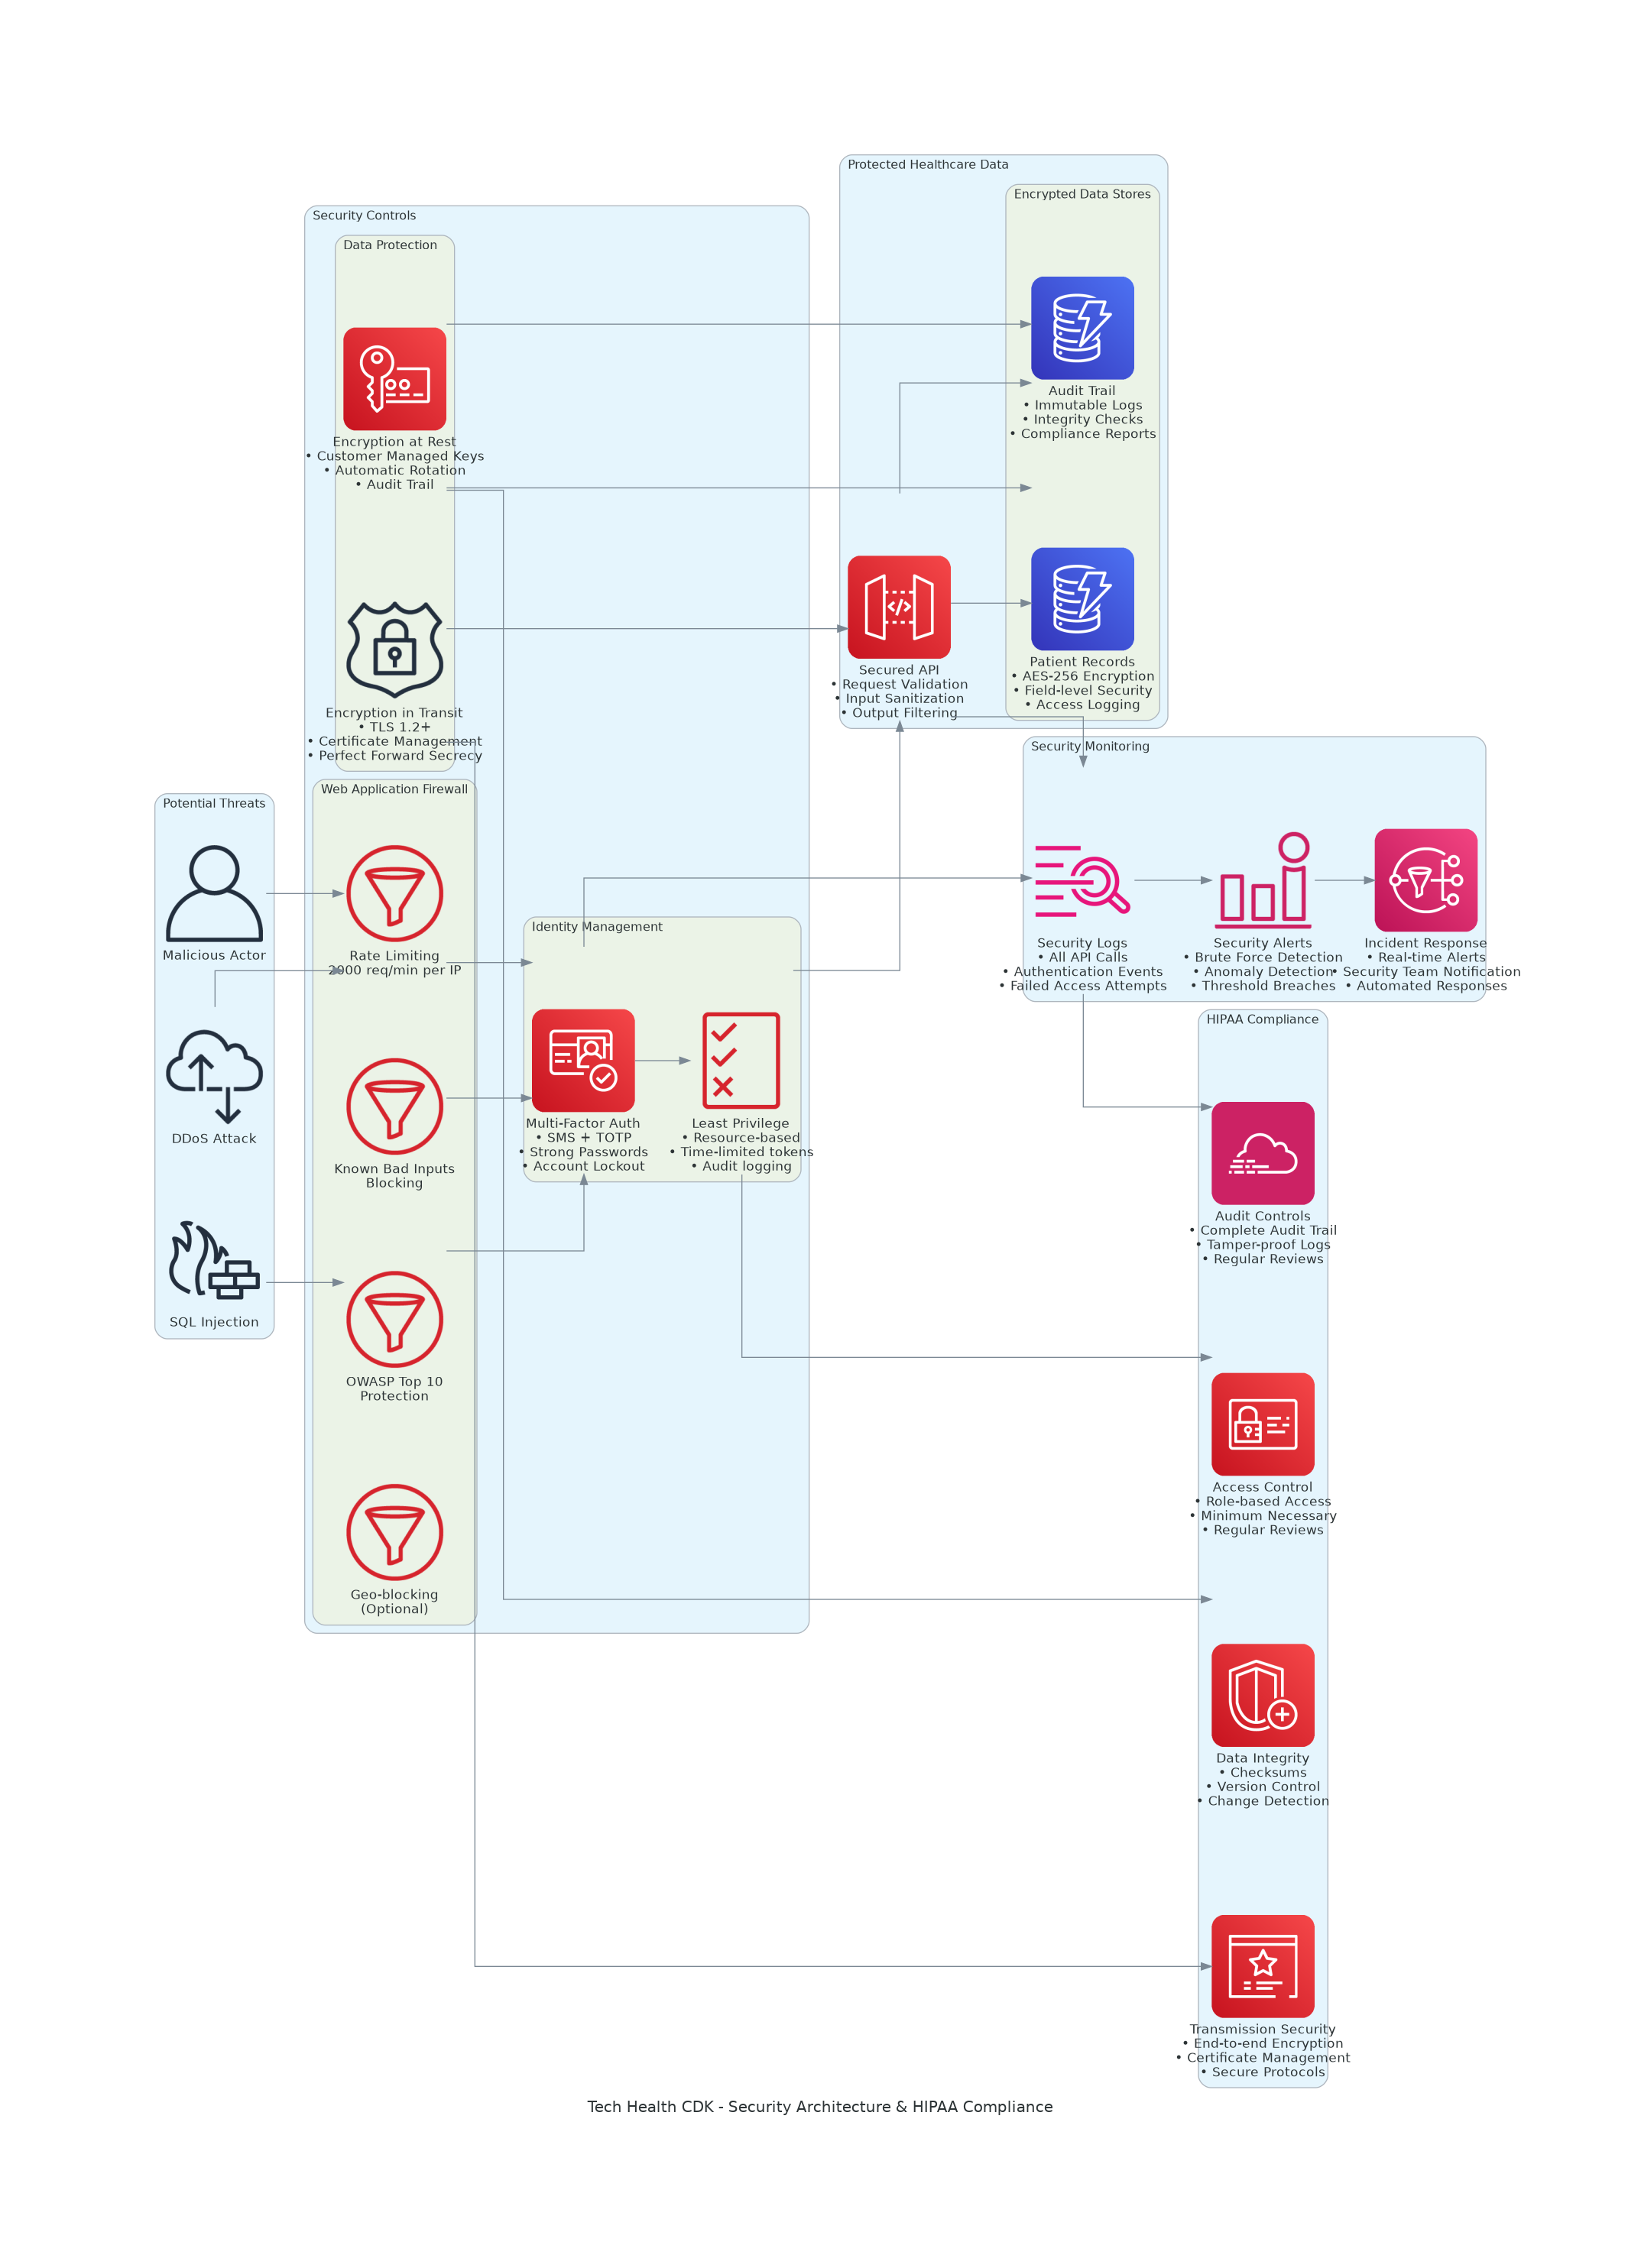 Protected Healthcare Data
Encrypted Data Stores
Audit Trail
• Immutable Logs
• Integrity Checks
• Compliance Reports
Patient Records
• AES-256 Encryption
• Field-level Security
• Access Logging
Secured API
• Request Validation
• Input Sanitization
• Output Filtering
Security Controls
Data Protection
Encryption at Rest
• Customer Managed Keys
• Automatic Rotation
• Audit Trail
Encryption in Transit
• TLS 1.2+
• Certificate Management
• Perfect Forward Secrecy
Web Application Firewall
Rate Limiting
2000 req/min per IP
Known Bad Inputs
Blocking
OWASP Top 10
Protection
Geo-blocking
(Optional)
Identity Management
Multi-Factor Auth
• SMS + TOTP
• Strong Passwords
• Account Lockout
Least Privilege
• Resource-based
• Time-limited tokens
• Audit logging
Potential Threats
Malicious Actor
DDoS Attack
SQL Injection
Security Monitoring
Security Logs
• All API Calls
• Authentication Events
• Failed Access Attempts
Security Alerts
• Brute Force Detection
• Anomaly Detection
• Threshold Breaches
Incident Response
• Real-time Alerts
• Security Team Notification
• Automated Responses
HIPAA Compliance
Audit Controls
• Complete Audit Trail
• Tamper-proof Logs
• Regular Reviews
Access Control
• Role-based Access
• Minimum Necessary
• Regular Reviews
Data Integrity
• Checksums
• Version Control
• Change Detection
Transmission Security
• End-to-end Encryption
• Certificate Management
• Secure Protocols
Tech Health CDK - Security Architecture & HIPAA Compliance